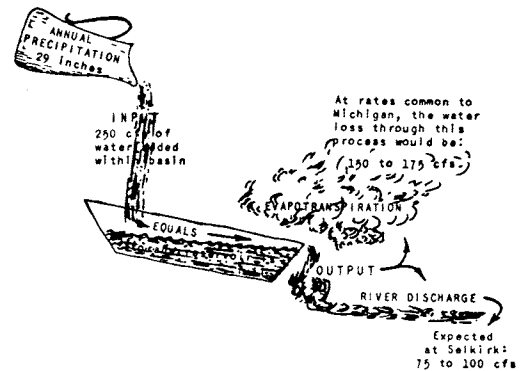 ANNUAL
PRECIPITATION
29 inches
INPUT
250 of
water added
within basin
At rates common to
Michigan, the water
loss through this
process would be:
(150 to 175 cfs.)
EVAPOTRANSPIRATION
EQUALS
OUTPUT
RIVER DISCHARGE
Expected
at Selkirk:
75 to 100 cfs